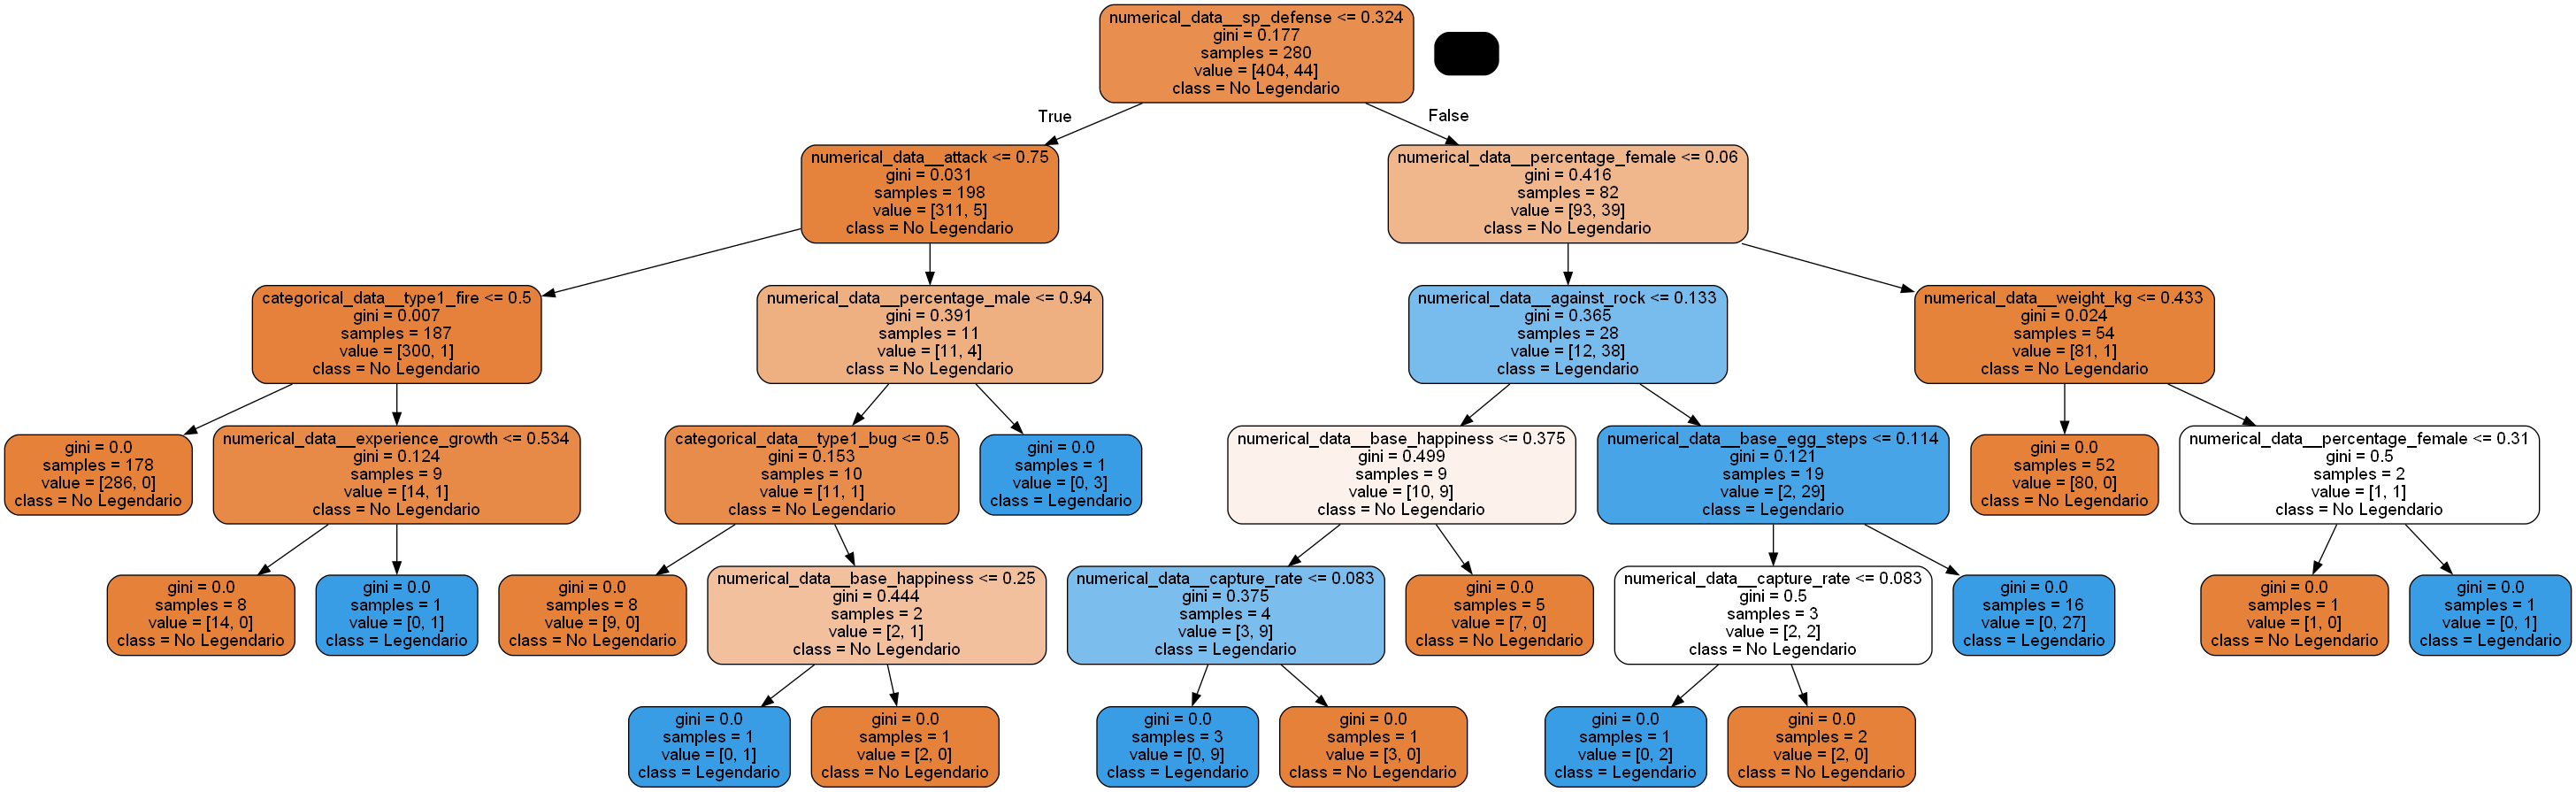 numerical_data__sp_defense <= 0.324
gini = 0.177
samples = 280
value = [404, 44]
class = No Legendario
True
False
numerical_data__attack <= 0.75
gini = 0.031
samples = 198
value = [311, 5]
class = No Legendario
numerical_data__percentage_female <= 0.06
gini = 0.416
samples = 82
value = [93, 39]
class = No Legendario
categorical_data__type1_fire <= 0.5
gini = 0.007
samples = 187
value = [300, 1]
class = No Legendario
numerical_data__percentage_male <= 0.94
gini = 0.391
samples = 11
value = [11, 4]
class = No Legendario
numerical_data__against_rock <= 0.133
gini = 0.365
samples = 28
value = [12, 38]
class = Legendario
numerical_data__weight_kg <= 0.433
gini = 0.024
samples = 54
value = [81, 1]
class = No Legendario
gini = 0.0
samples = 178
value = [286, 0]
class = No Legendario
numerical_data__experience_growth <= 0.534
gini = 0.124
samples = 9
value = [14, 1]
class = No Legendario
categorical_data__type1_bug <= 0.5
gini = 0.153
samples = 10
value = [11, 1]
class = No Legendario
gini = 0.0
samples = 1
value = [0, 3]
class = Legendario
numerical_data__base_happiness <= 0.375
gini = 0.499
samples = 9
value = [10, 9]
class = No Legendario
numerical_data__base_egg_steps <= 0.114
gini = 0.121
samples = 19
value = [2, 29]
class = Legendario
gini = 0.0
samples = 52
value = [80, 0]
class = No Legendario
numerical_data__percentage_female <= 0.31
gini = 0.5
samples = 2
value = [1, 1]
class = No Legendario
gini = 0.0
samples = 8
value = [14, 0]
class = No Legendario
gini = 0.0
samples = 1
value = [0, 1]
class = Legendario
gini = 0.0
samples = 8
value = [9, 0]
class = No Legendario
numerical_data__base_happiness <= 0.25
gini = 0.444
samples = 2
value = [2, 1]
class = No Legendario
numerical_data__capture_rate <= 0.083
gini = 0.375
samples = 4
value = [3, 9]
class = Legendario
gini = 0.0
samples = 5
value = [7, 0]
class = No Legendario
numerical_data__capture_rate <= 0.083
gini = 0.5
samples = 3
value = [2, 2]
class = No Legendario
gini = 0.0
samples = 16
value = [0, 27]
class = Legendario
gini = 0.0
samples = 1
value = [1, 0]
class = No Legendario
gini = 0.0
samples = 1
value = [0, 1]
class = Legendario
gini = 0.0
samples = 1
value = [0, 1]
class = Legendario
gini = 0.0
samples = 1
value = [2, 0]
class = No Legendario
gini = 0.0
samples = 3
value = [0, 9]
class = Legendario
gini = 0.0
samples = 1
value = [3, 0]
class = No Legendario
gini = 0.0
samples = 1
value = [0, 2]
class = Legendario
gini = 0.0
samples = 2
value = [2, 0]
class = No Legendario